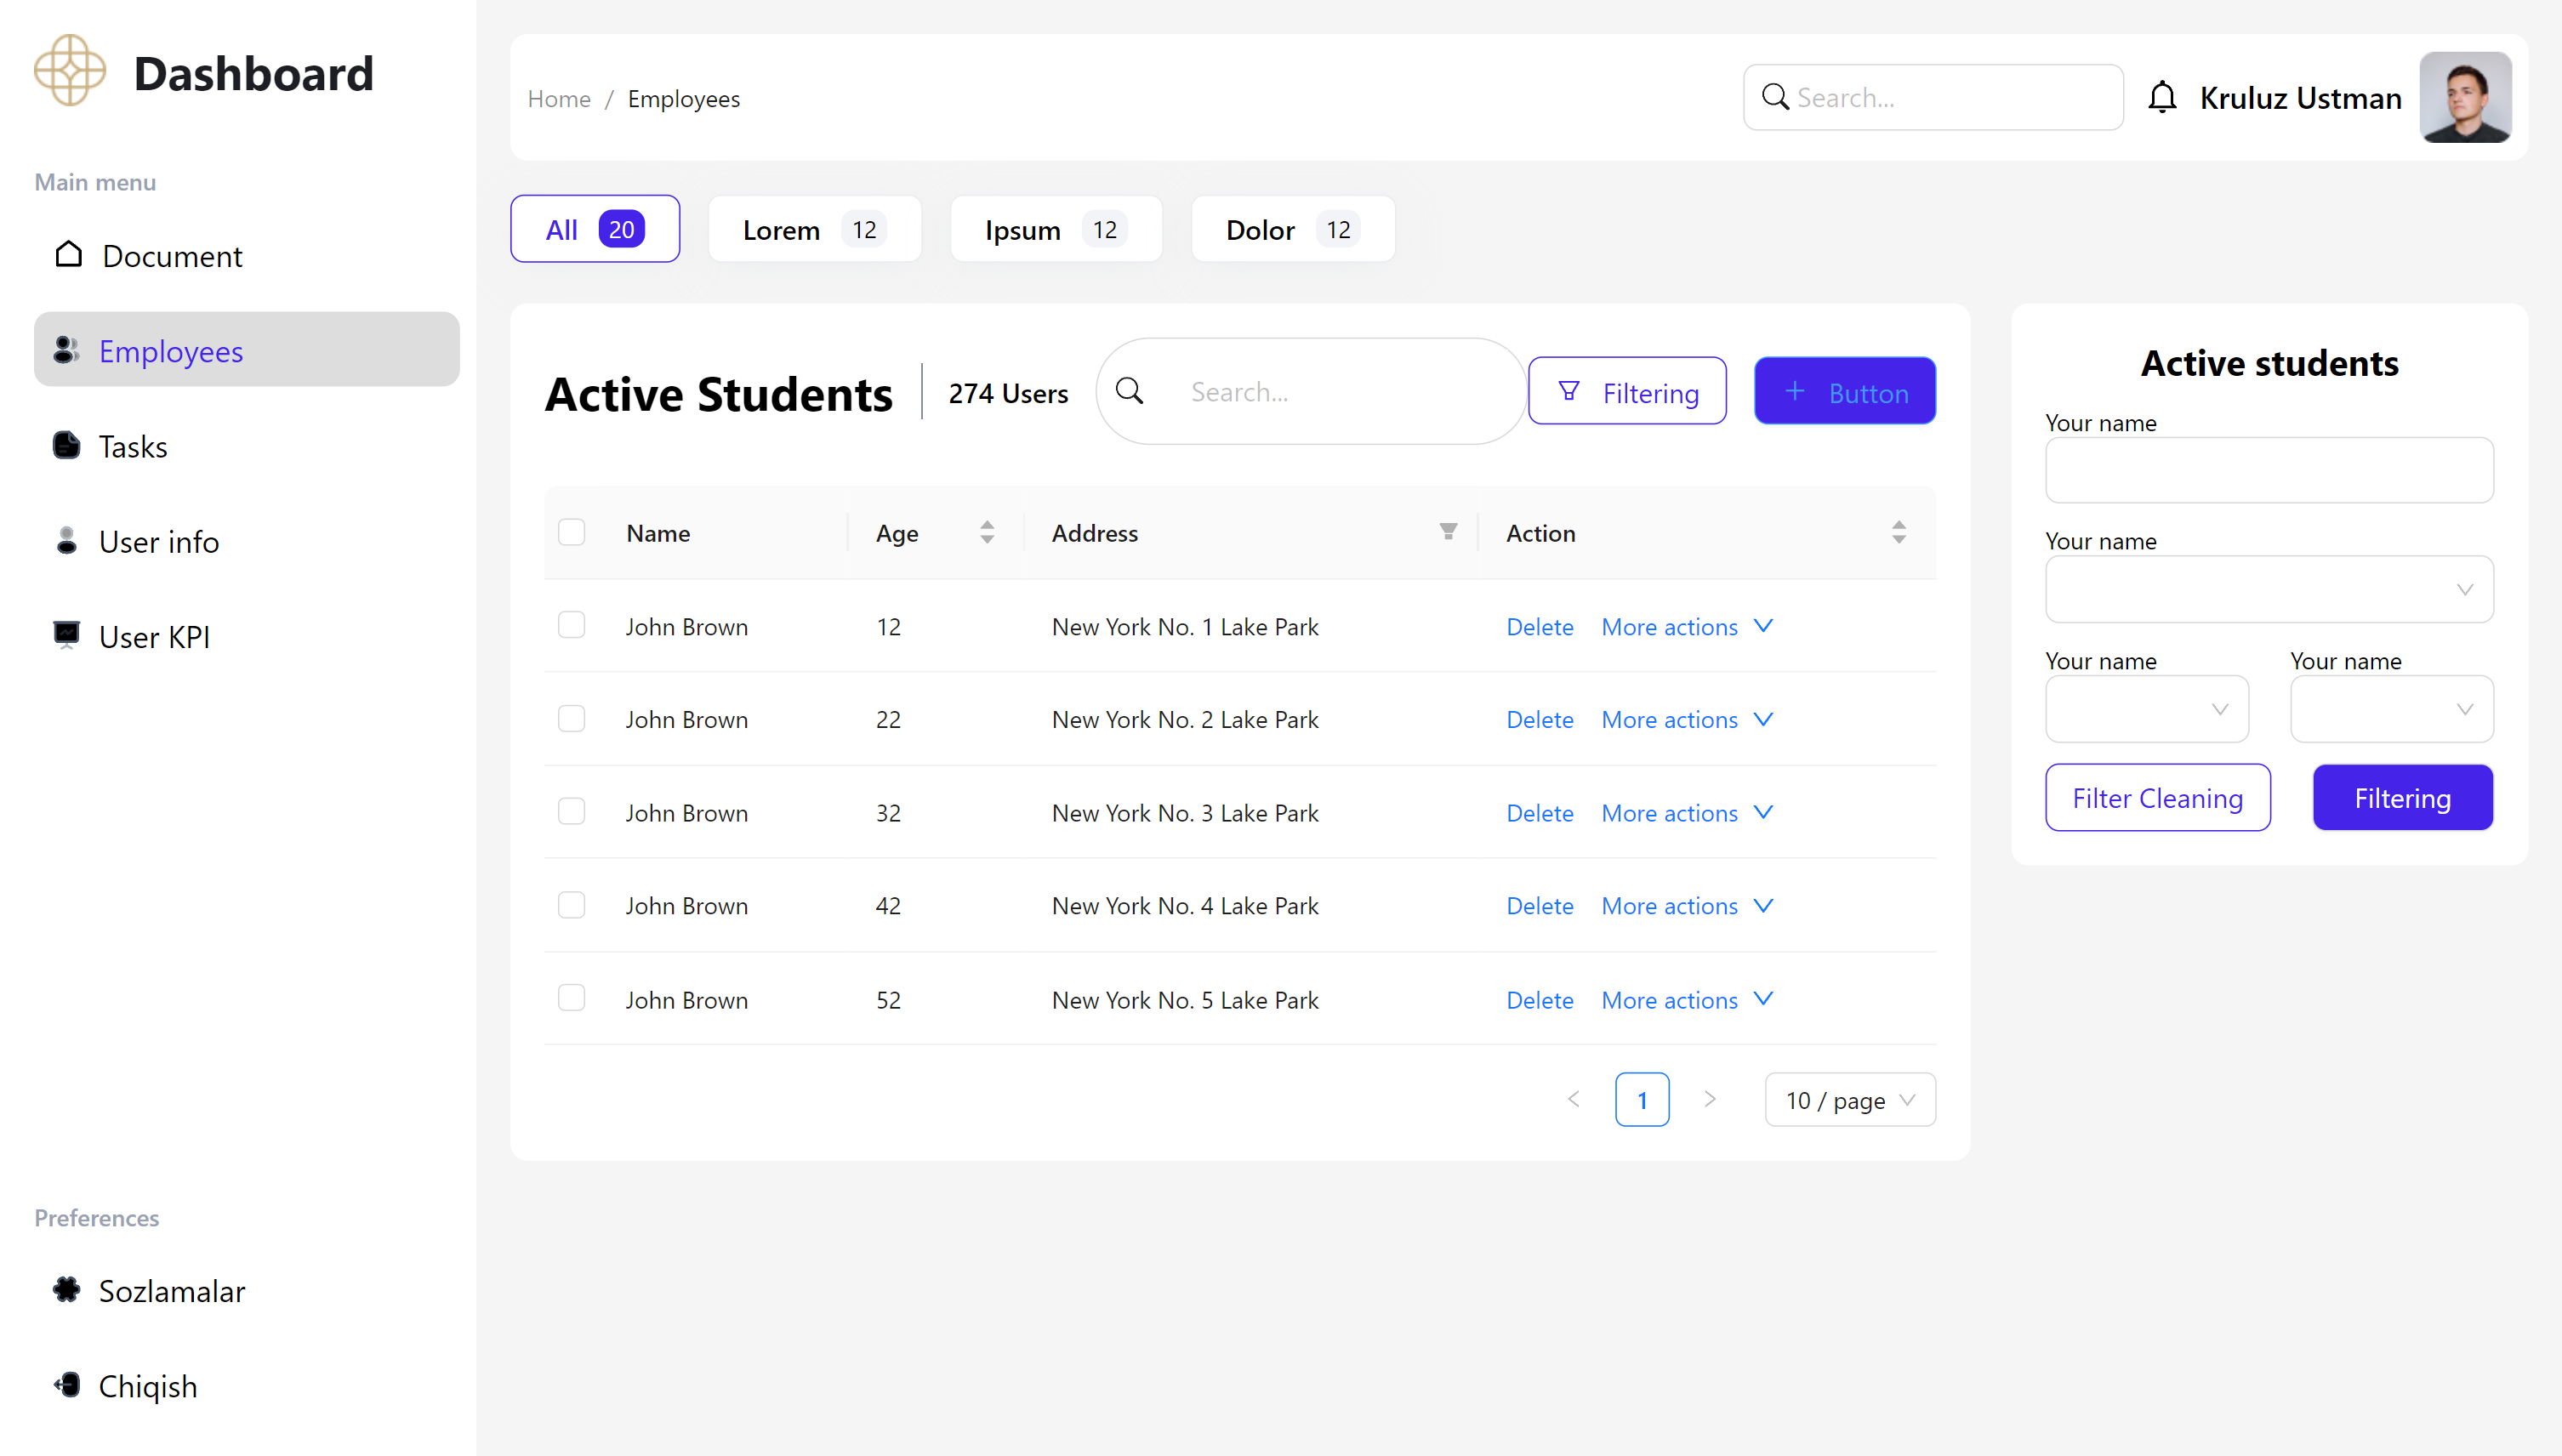 Dashboard
Main menu
Document
Employees
Tasks
User info
User KPI
Preferences
Sozlamalar
Chiqish
Home / Employees
Search...
Kruluz Ustman
All 20
Lorem 12
Ipsum 12
Dolor 12
Active Students
274 Users
Search...
Filtering
+ Button
Name Age Address Action
John Brown 12 New York No. 1 Lake Park Delete More actions
John Brown 22 New York No. 2 Lake Park Delete More actions
John Brown 32 New York No. 3 Lake Park Delete More actions
John Brown 42 New York No. 4 Lake Park Delete More actions
John Brown 52 New York No. 5 Lake Park Delete More actions
< 1 > 10 / page
Active students
Your name
Your name
Your name Your name
Filter Cleaning Filtering